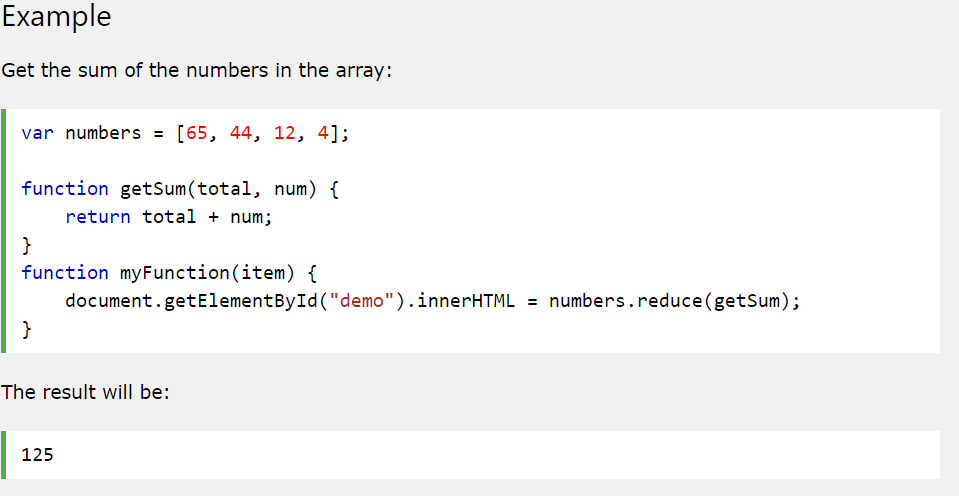 Example
Get the sum of the numbers in the array:
var numbers = [65, 44, 12, 4];
function getSum(total, num) {
    return total + num;
}
function myFunction(item) {
    document.getElementById("demo").innerHTML = numbers.reduce(getSum);
}
The result will be:
125